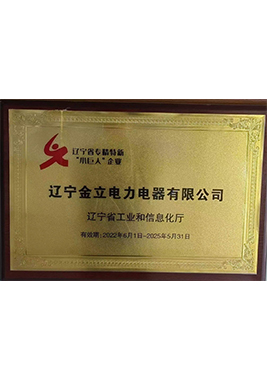 辽宁省专精特新
"小巨人"企业
辽宁金立电力电器有限公司
辽宁省工业和信息化厅
有效期:2022年6月1日-2025年5月31日